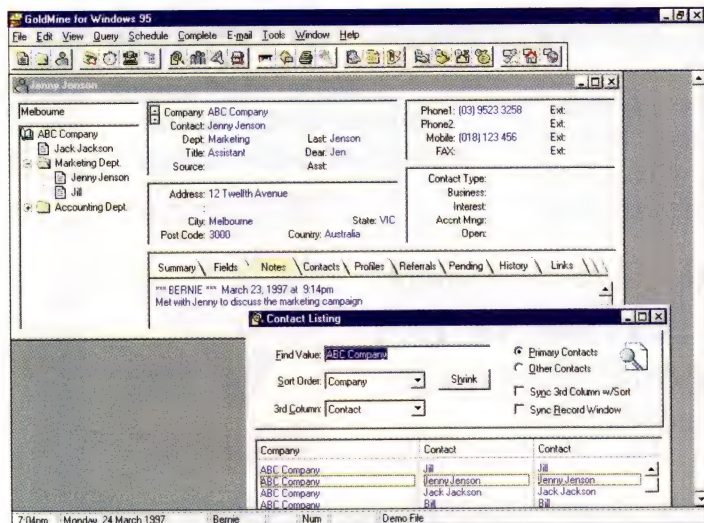 GoldMine for Windows 95
File Edit View Query Schedule Complete E-mail Tools Window Help
Jenny Jenson
Melbourne
ABC Company
Jack Jackson
Marketing Dept.
Jenny Jenson
Jill
Accounting Dept.
Company: ABC Company
Contact: Jenny Jenson
Dept: Marketing Last: Jenson
Title: Assistant Dear: Jen
Source: Asst:
Phone1: (03) 9523 3258 Ext:
Phone2: Ext:
Mobile: (018) 123 456 Ext:
FAX: Ext:
Address: 12 Twelfth Avenue
:
City: Melbourne State: VIC
Post Code: 3000 Country: Australia
Contact Type:
Business:
Interest:
Accnt Mngr:
Open:
Summary Fields Notes Contacts Profiles Referrals Pending History Links
*** BERNIE *** March 23, 1997 at 9:14pm
Met with Jenny to discuss the marketing campaign
Contact Listing
Find Value: ABC Company
Sort Order: Company
Shrink
3rd Column: Contact
Primary Contacts
Other Contacts
Sync 3rd Column w/Sort
Sync Record Window
Company Contact Contact
ABC Company Jill Jill
ABC Company Jenny Jenson Jenny Jenson
ABC Company Jack Jackson Jack Jackson
ABC Company Bill Bill
7:04pm Monday, 24 March 1997 Bernie Num Demo File